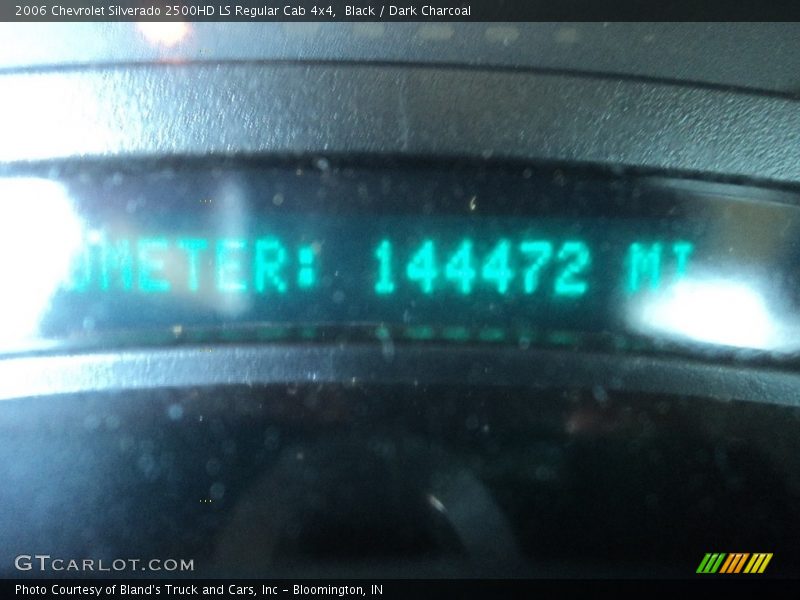 2006 Chevrolet Silverado 2500HD LS Regular Cab 4x4,  Black / Dark Charcoal
OMETER: 144472 MI
GTCARLOT.COM
Photo Courtesy of Bland's Truck and Cars, Inc - Bloomington, IN